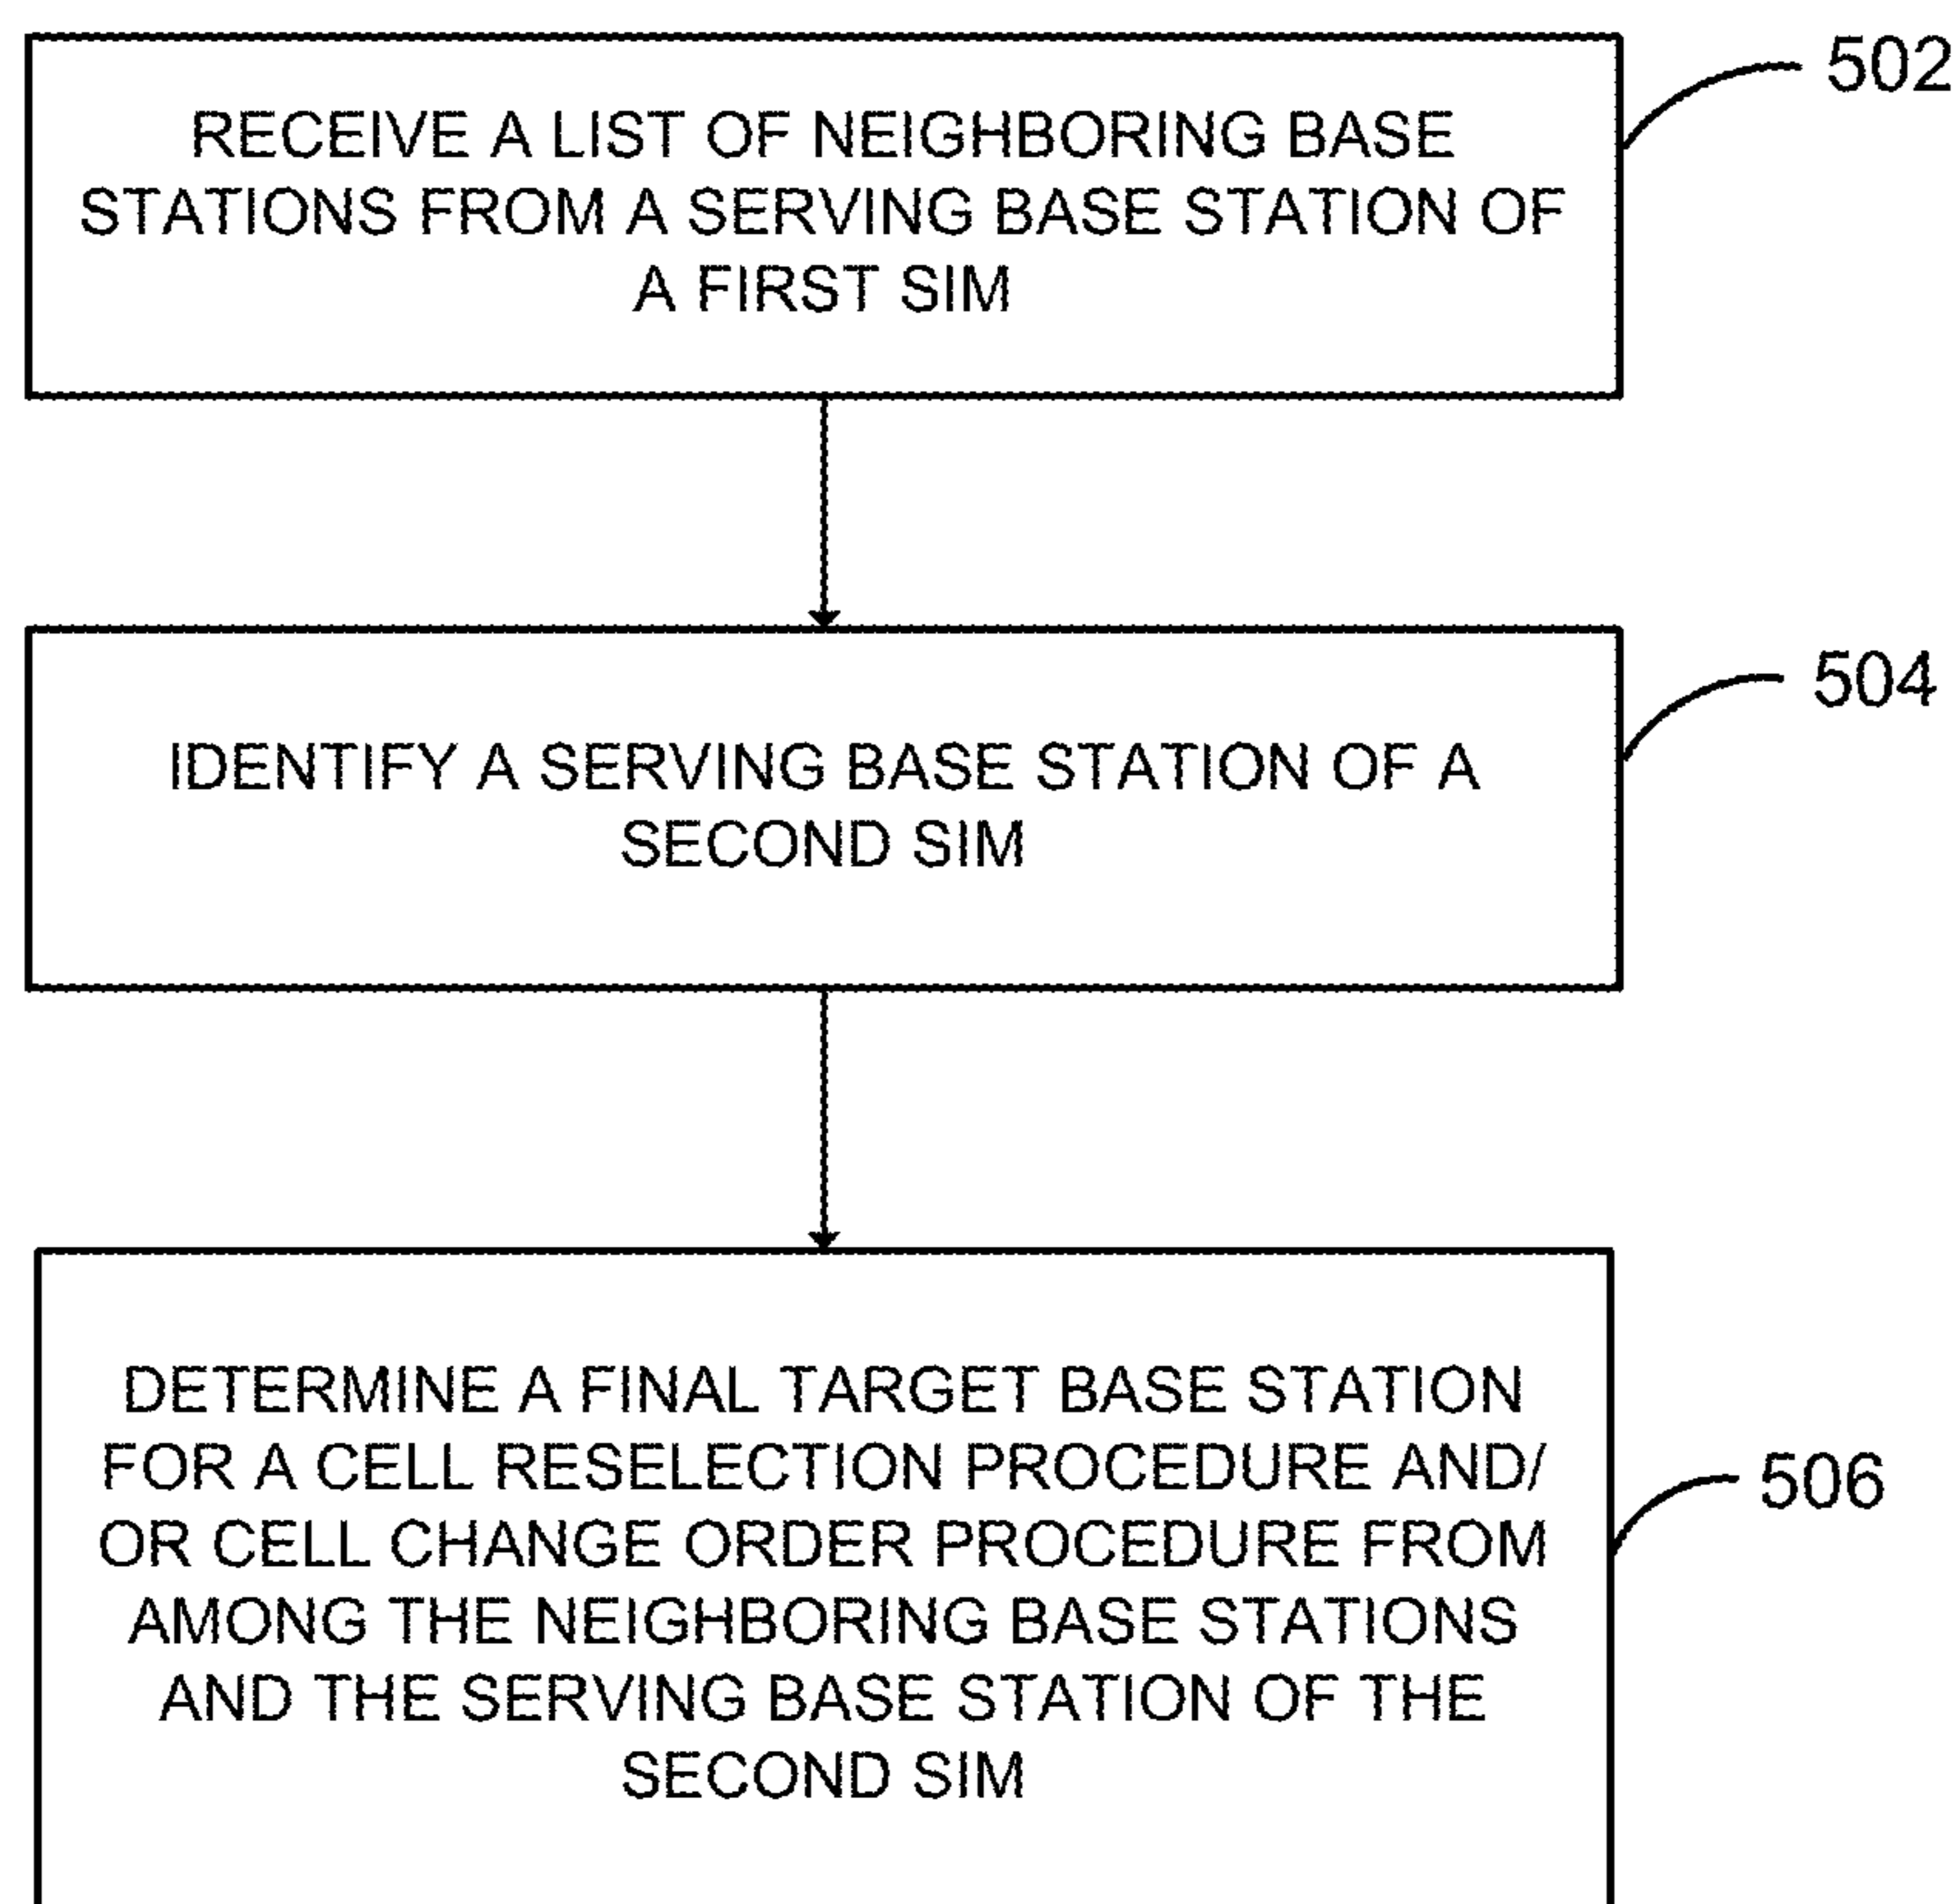 RECEIVE A LIST OF NEIGHBORING BASE
STATIONS FROM A SERVING BASE STATION OF
A FIRST SIM
502
IDENTIFY A SERVING BASE STATION OF A
SECOND SIM
504
DETERMINE A FINAL TARGET BASE STATION
FOR A CELL RESELECTION PROCEDURE AND/
OR CELL CHANGE ORDER PROCEDURE FROM
AMONG THE NEIGHBORING BASE STATIONS
AND THE SERVING BASE STATION OF THE
SECOND SIM
506